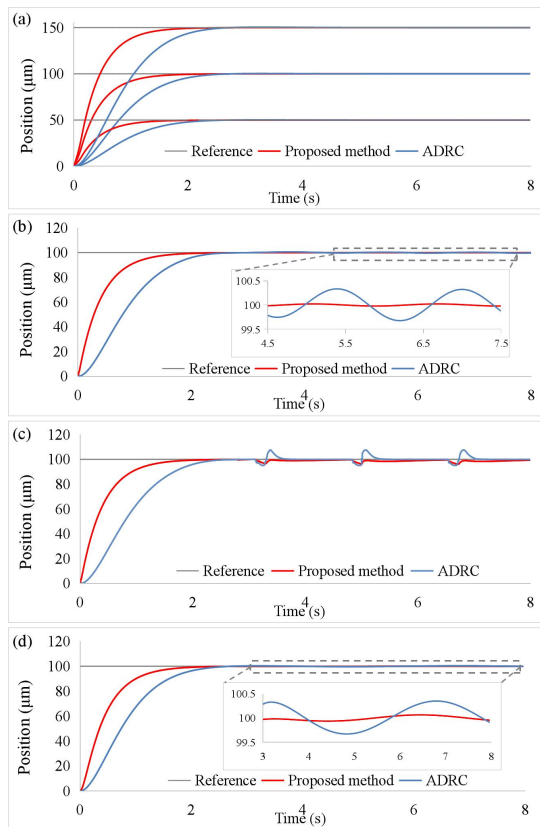 (a)
Position (μm)
150
100
50
0
Reference
Proposed method
ADRC
0
2
4
6
8
Time (s)
(b)
Position (μm)
120
100
80
60
40
20
0
100.5
100
99.5
4.5
5.5
6.5
7.5
Reference
Proposed method
ADRC
0
2
4
6
8
Time (s)
(c)
Position (μm)
120
100
80
60
40
20
0
Reference
Proposed method
ADRC
0
2
4
6
8
Time (s)
(d)
Position (μm)
120
100
80
60
40
20
0
100.5
100
99.5
3
4
5
6
7
8
Reference
Proposed method
ADRC
0
2
4
6
8
Time (s)